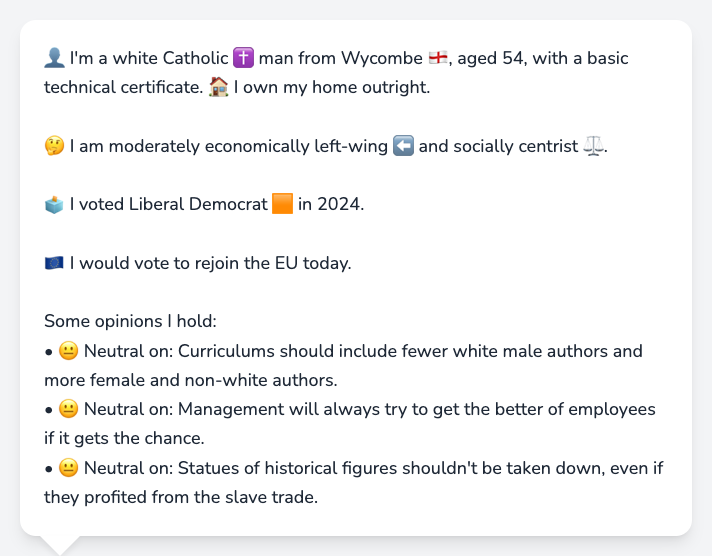 👤 I'm a white Catholic ✝️ man from Wycombe 🏴󠁧󠁢󠁥󠁮󠁧󠁿, aged 54, with a basic
technical certificate. 🏠 I own my home outright.
🤔 I am moderately economically left-wing ⬅️ and socially centrist ⚖️.
🗳️ I voted Liberal Democrat 🟧 in 2024.
🇪🇺 I would vote to rejoin the EU today.
Some opinions I hold:
• 😐 Neutral on: Curriculums should include fewer white male authors and
more female and non-white authors.
• 😐 Neutral on: Management will always try to get the better of employees
if it gets the chance.
• 😐 Neutral on: Statues of historical figures shouldn't be taken down, even if
they profited from the slave trade.